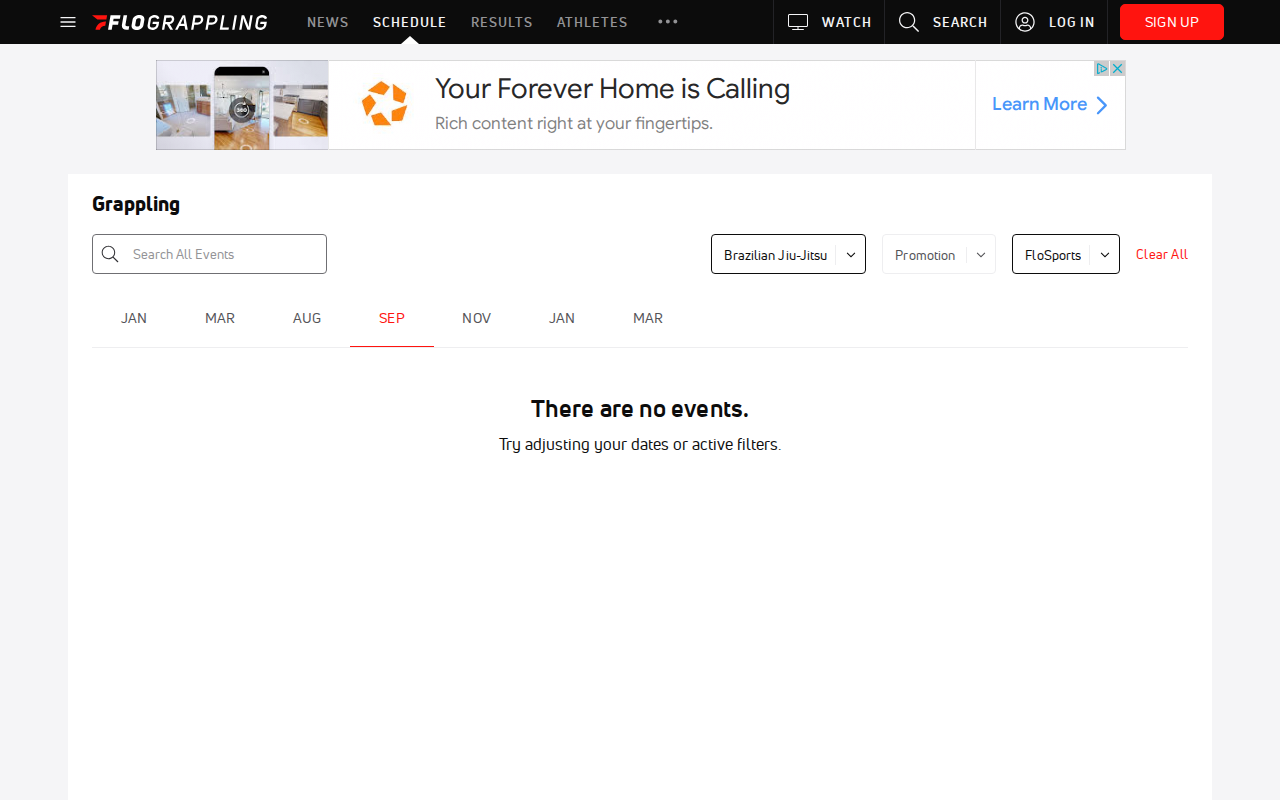 FLOGRAPPLING
NEWS
SCHEDULE
RESULTS
ATHLETES
WATCH
SEARCH
LOG IN
SIGN UP
360
Your Forever Home is Calling
Rich content right at your fingertips.
Learn More
Grappling
Search All Events
Brazilian Jiu-Jitsu
Promotion
FloSports
Clear All
JAN
MAR
AUG
SEP
NOV
JAN
MAR
There are no events.
Try adjusting your dates or active filters.